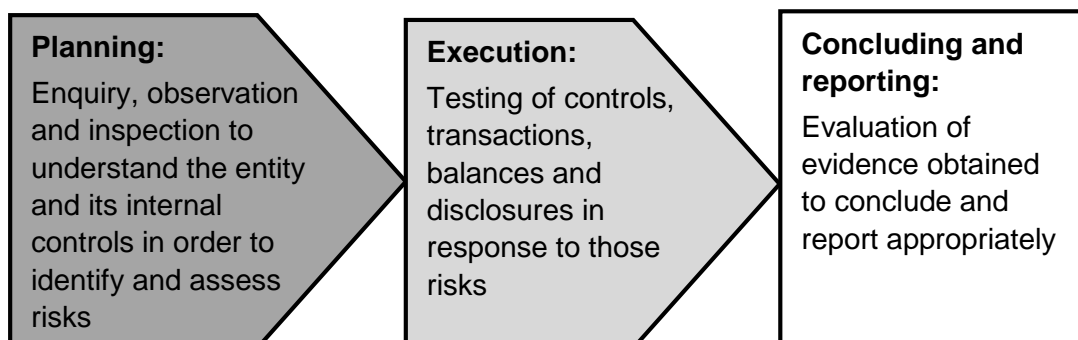 Planning:
Enquiry, observation
and inspection to
understand the entity
and its internal
controls in order to
identify and assess
risks
Execution:
Testing of controls,
transactions,
balances and
disclosures in
response to those
risks
Concluding and
reporting:
Evaluation of
evidence obtained
to conclude and
report appropriately